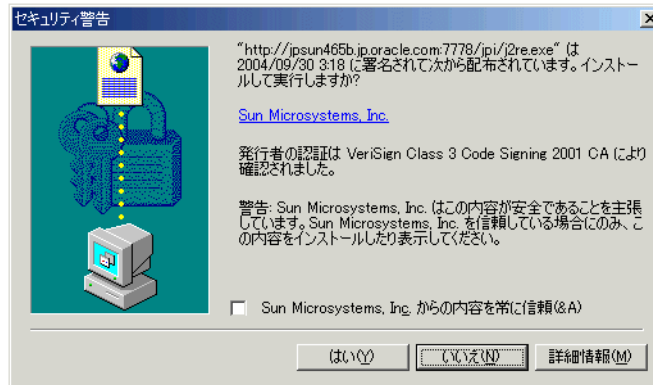 セキュリティ警告
"http://jpsun465b.jp.oracle.com:7778/jpi/j2re.exe" は
2004/09/30 3:18 に署名されて次から配布されています。インストー
ルして実行しますか?
Sun Microsystems, Inc.
発行者の認証は VeriSign Class 3 Code Signing 2001 CA により
確認されました。
警告: Sun Microsystems, Inc. はこの内容が安全であることを主張
しています。Sun Microsystems, Inc. を信頼している場合にのみ、こ
の内容をインストールしたり表示してください。
Sun Microsystems, Inc. からの内容を常に信頼(&A)
はい(Y) いいえ(N) 詳細情報(M)